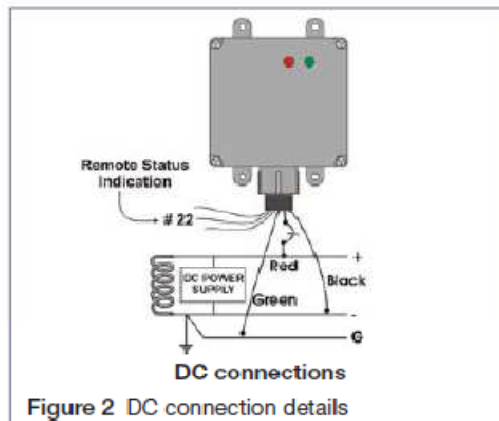 Remote Status
Indication
# 22
Red
+
DC POWER
SUPPLY
Black
Green
-
G
DC connections
Figure 2 DC connection details